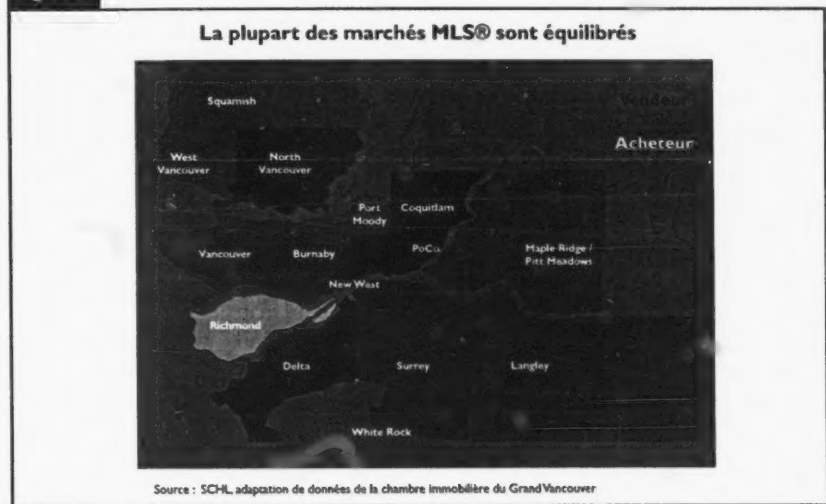 La plupart des marchés MLS® sont équilibrés
Squamish
Vendeur
Acheteur
West
Vancouver
North
Vancouver
Port
Moody
Coquitlam
Vancouver
Burnaby
PoCo
Maple Ridge /
Pitt Meadows
New West
Richmond
Delta
Surrey
Langley
White Rock
Source : SCHL, adaptation de données de la chambre immobilière du Grand Vancouver